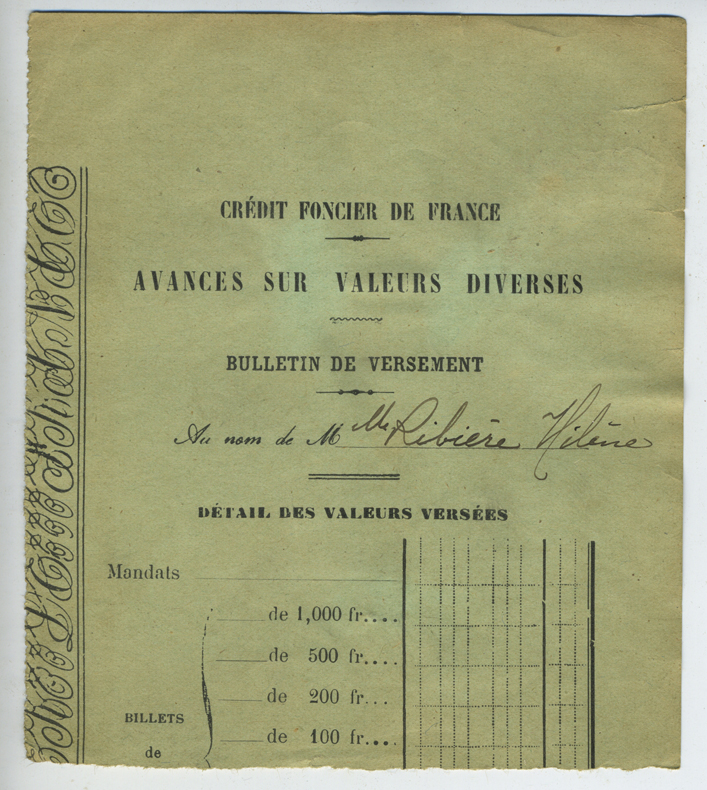 CRÉDIT FONCIER DE FRANCE
AVANCES SUR VALEURS DIVERSES
BULLETIN DE VERSEMENT
Au nom de M Mlle Ribière Hélène
DÉTAIL DES VALEURS VERSÉES
Mandats
de 1,000 fr....
de 500 fr....
de 200 fr...
BILLETS
de 100 fr....
de